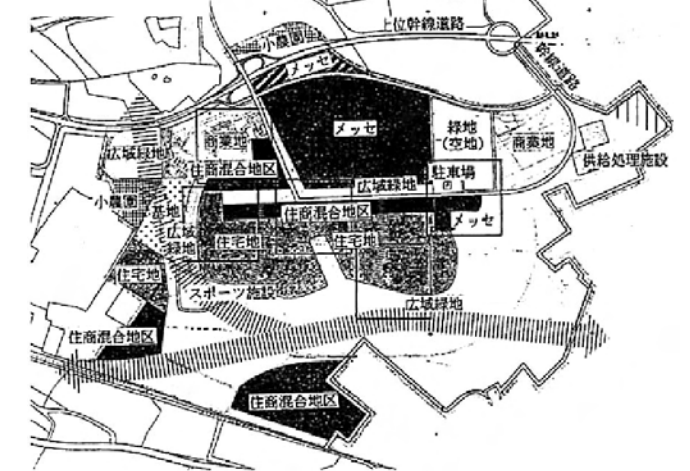 小農園
上位幹線道路
幹線道路
メッセ
メッセ
商業地
緑地
(空地)
商業地
供給処理施設
広域緑地
住商混合地区
広域緑地
駐車場
小農園
墓地
住商混合地区
メッセ
広域
緑地
住宅地
住宅地
住宅地
スポーツ施設
広域緑地
住商混合地区
住商混合地区